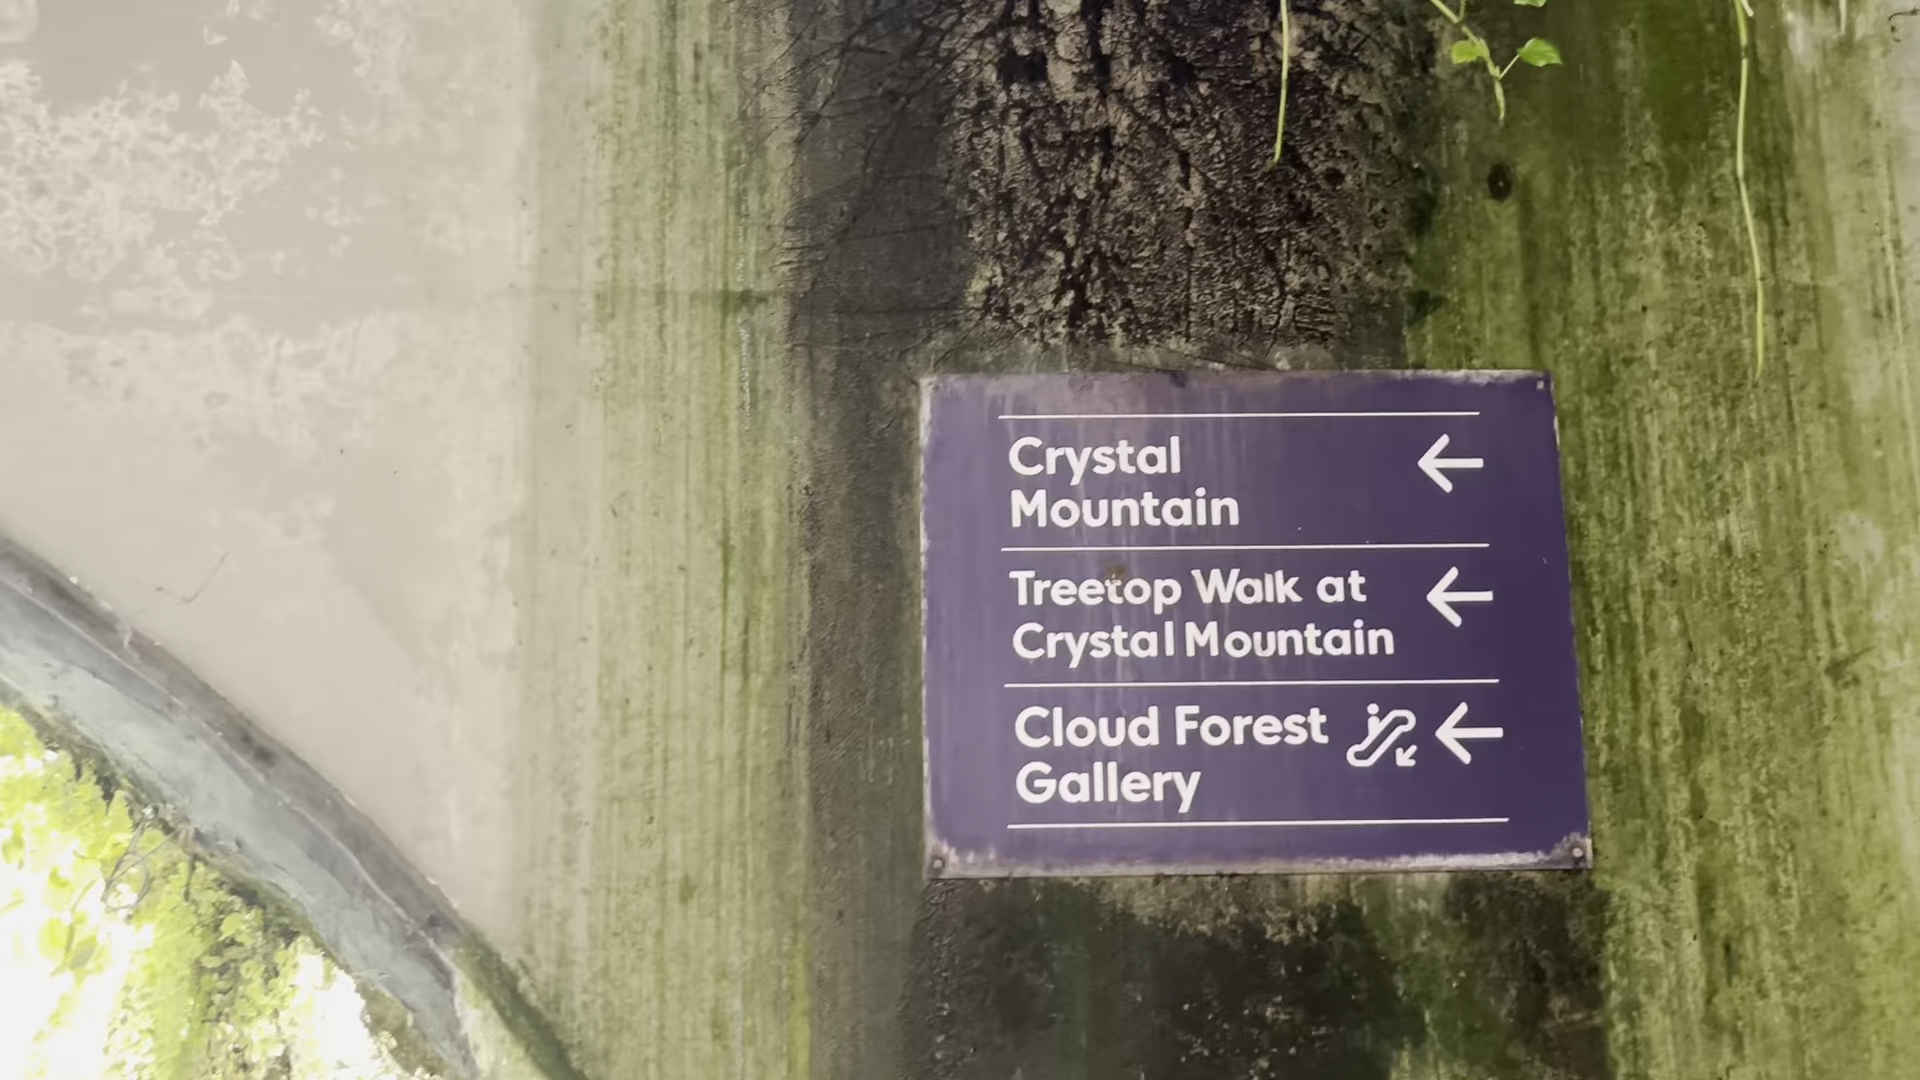 Crystal
Mountain
Treetop Walk at
Crystal Mountain
Cloud Forest
Gallery